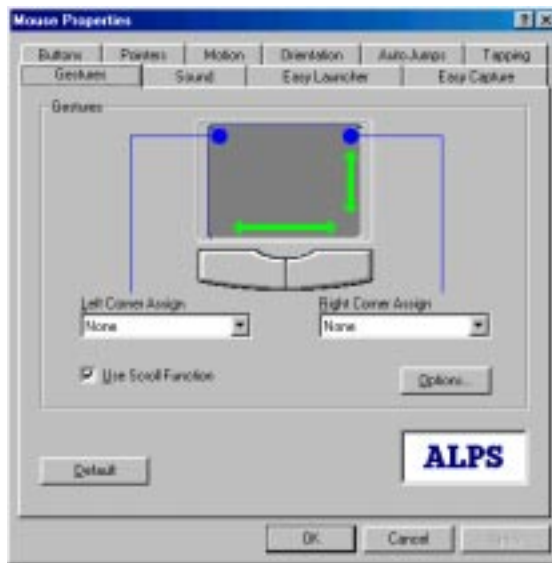 Mouse Properties
Buttons Pointers Motion Orientation Auto-Jumps Tapping
Gestures Sound Easy Launcher Easy Capture
Gestures
Left Corner Assign Right Corner Assign
None None
Use Scroll Function Options...
Default ALPS
OK Cancel